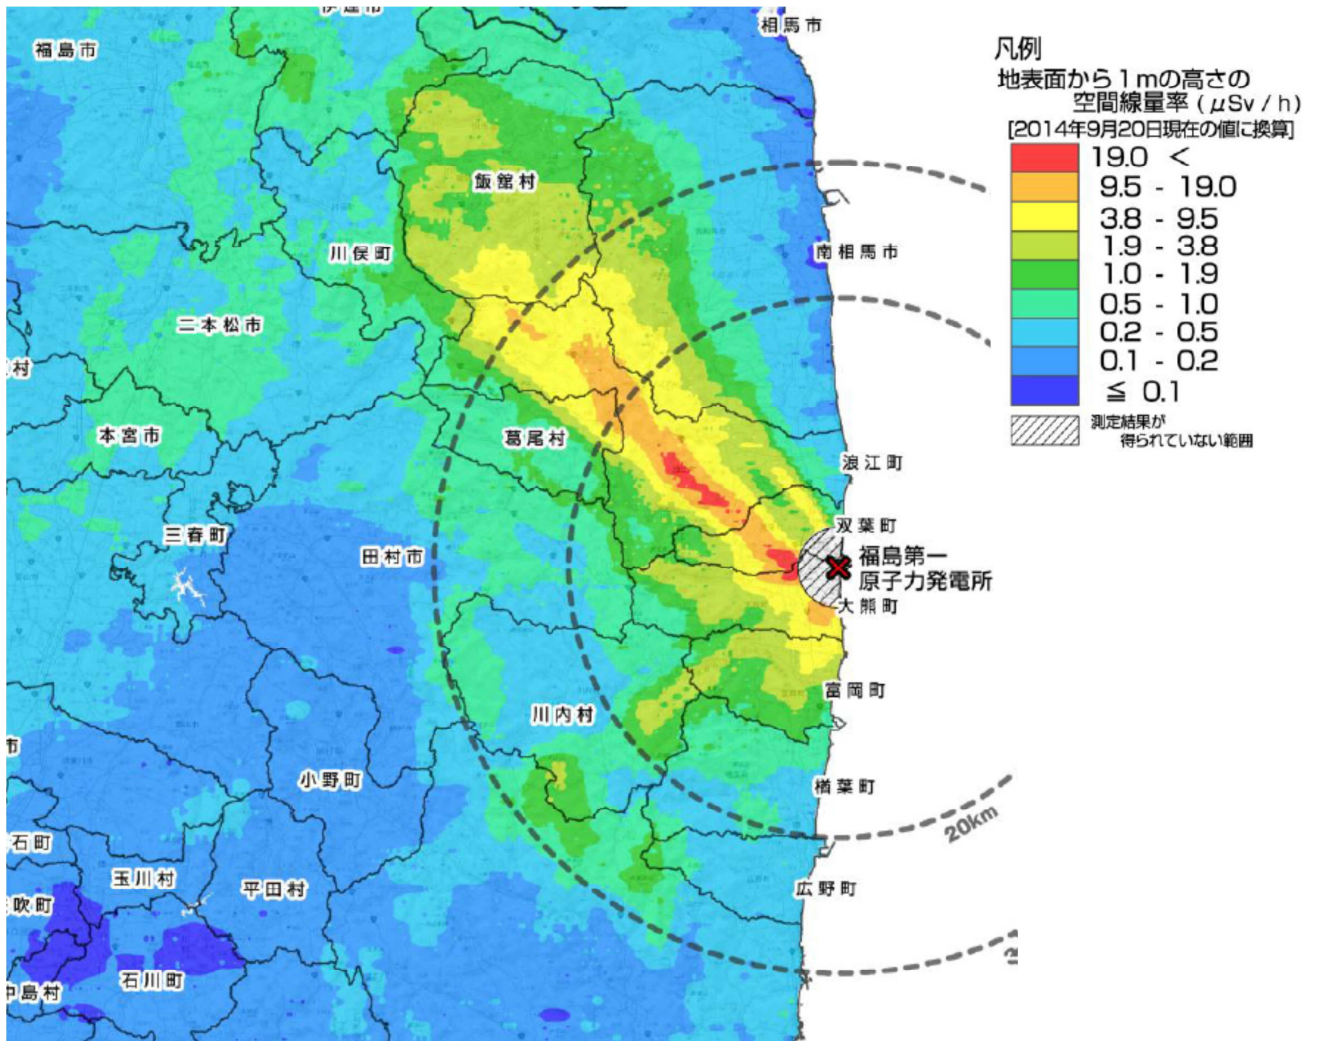 相馬市
福島市
飯舘村
川俣町
南相馬市
二本松市
村
本宮市
葛尾村
浪江町
三春町
田村市
双葉町
福島第一
原子力発電所
大熊町
富岡町
川内村
市
小野町
楢葉町
20km
石町
玉川村
平田村
広野町
吹町
石川町
中島村
凡例
地表面から1mの高さの
空間線量率(μSv/h)
[2014年9月20日現在の値に換算]
19.0 <
9.5 - 19.0
3.8 - 9.5
1.9 - 3.8
1.0 - 1.9
0.5 - 1.0
0.2 - 0.5
0.1 - 0.2
≦ 0.1
測定結果が
得られていない範囲